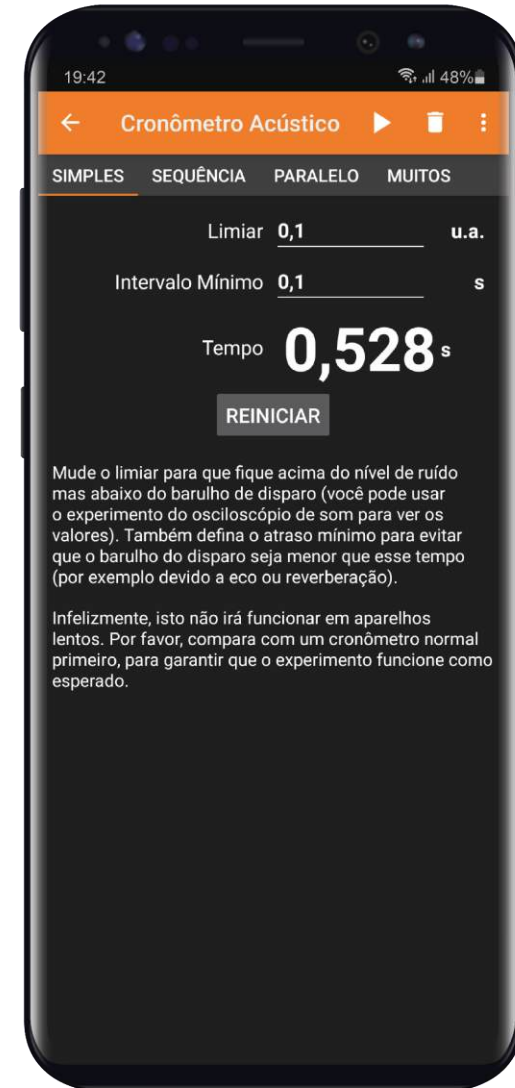 19:42 48%
Cronômetro Acústico
SIMPLES SEQUÊNCIA PARALELO MUITOS
Limiar 0,1 u.a.
Intervalo Mínimo 0,1 s
Tempo 0,528 s
REINICIAR
Mude o limiar para que fique acima do nível de ruído
mas abaixo do barulho de disparo (você pode usar
o experimento do osciloscópio de som para ver os
valores). Também defina o atraso mínimo para evitar
que o barulho do disparo seja menor que esse tempo
(por exemplo devido a eco ou reverberação).
Infelizmente, isto não irá funcionar em aparelhos
lentos. Por favor, compara com um cronômetro normal
primeiro, para garantir que o experimento funcione como
esperado.